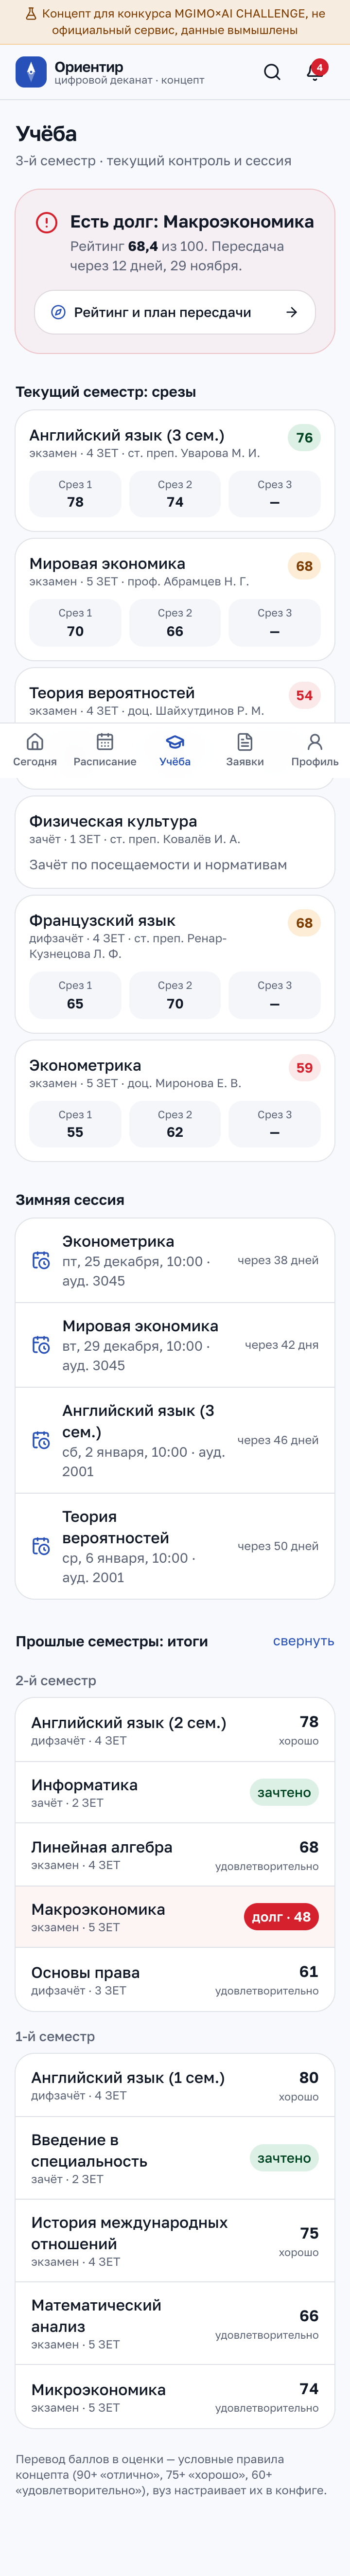 Концепт для конкурса MGIMO×AI CHALLENGE, не
официальный сервис, данные вымышлены
Ориентир
цифровой деканат · концепт
4
Учёба
3-й семестр · текущий контроль и сессия
Есть долг: Макроэкономика
Рейтинг 68,4 из 100. Пересдача
через 12 дней, 29 ноября.
Рейтинг и план пересдачи
Текущий семестр: срезы
Английский язык (3 сем.)
76
экзамен · 4 ЗЕТ · ст. преп. Уварова М. И.
Срез 1 Срез 2 Срез 3
78 74 —
Мировая экономика
68
экзамен · 5 ЗЕТ · проф. Абрамцев Н. Г.
Срез 1 Срез 2 Срез 3
70 66 —
Теория вероятностей
54
экзамен · 4 ЗЕТ · доц. Шайхутдинов Р. М.
Сегодня Расписание Учёба Заявки Профиль
Физическая культура
зачёт · 1 ЗЕТ · ст. преп. Ковалёв И. А.
Зачёт по посещаемости и нормативам
Французский язык
68
дифзачёт · 4 ЗЕТ · ст. преп. Ренар-
Кузнецова Л. Ф.
Срез 1 Срез 2 Срез 3
65 70 —
Эконометрика
59
экзамен · 5 ЗЕТ · доц. Миронова Е. В.
Срез 1 Срез 2 Срез 3
55 62 —
Зимняя сессия
Эконометрика
пт, 25 декабря, 10:00 ·
ауд. 3045
через 38 дней
Мировая экономика
вт, 29 декабря, 10:00 ·
ауд. 3045
через 42 дня
Английский язык (3
сем.)
сб, 2 января, 10:00 · ауд.
2001
через 46 дней
Теория
вероятностей
ср, 6 января, 10:00 ·
ауд. 2001
через 50 дней
Прошлые семестры: итоги
свернуть
2-й семестр
Английский язык (2 сем.)
дифзачёт · 4 ЗЕТ
78
хорошо
Информатика
зачёт · 2 ЗЕТ
зачтено
Линейная алгебра
экзамен · 4 ЗЕТ
68
удовлетворительно
Макроэкономика
экзамен · 5 ЗЕТ
долг · 48
Основы права
дифзачёт · 3 ЗЕТ
61
удовлетворительно
1-й семестр
Английский язык (1 сем.)
дифзачёт · 4 ЗЕТ
80
хорошо
Введение в
специальность
зачёт · 2 ЗЕТ
зачтено
История международных
отношений
экзамен · 4 ЗЕТ
75
хорошо
Математический
анализ
экзамен · 5 ЗЕТ
66
удовлетворительно
Микроэкономика
экзамен · 5 ЗЕТ
74
удовлетворительно
Перевод баллов в оценки — условные правила
концепта (90+ «отлично», 75+ «хорошо», 60+
«удовлетворительно»), вуз настраивает их в конфиге.